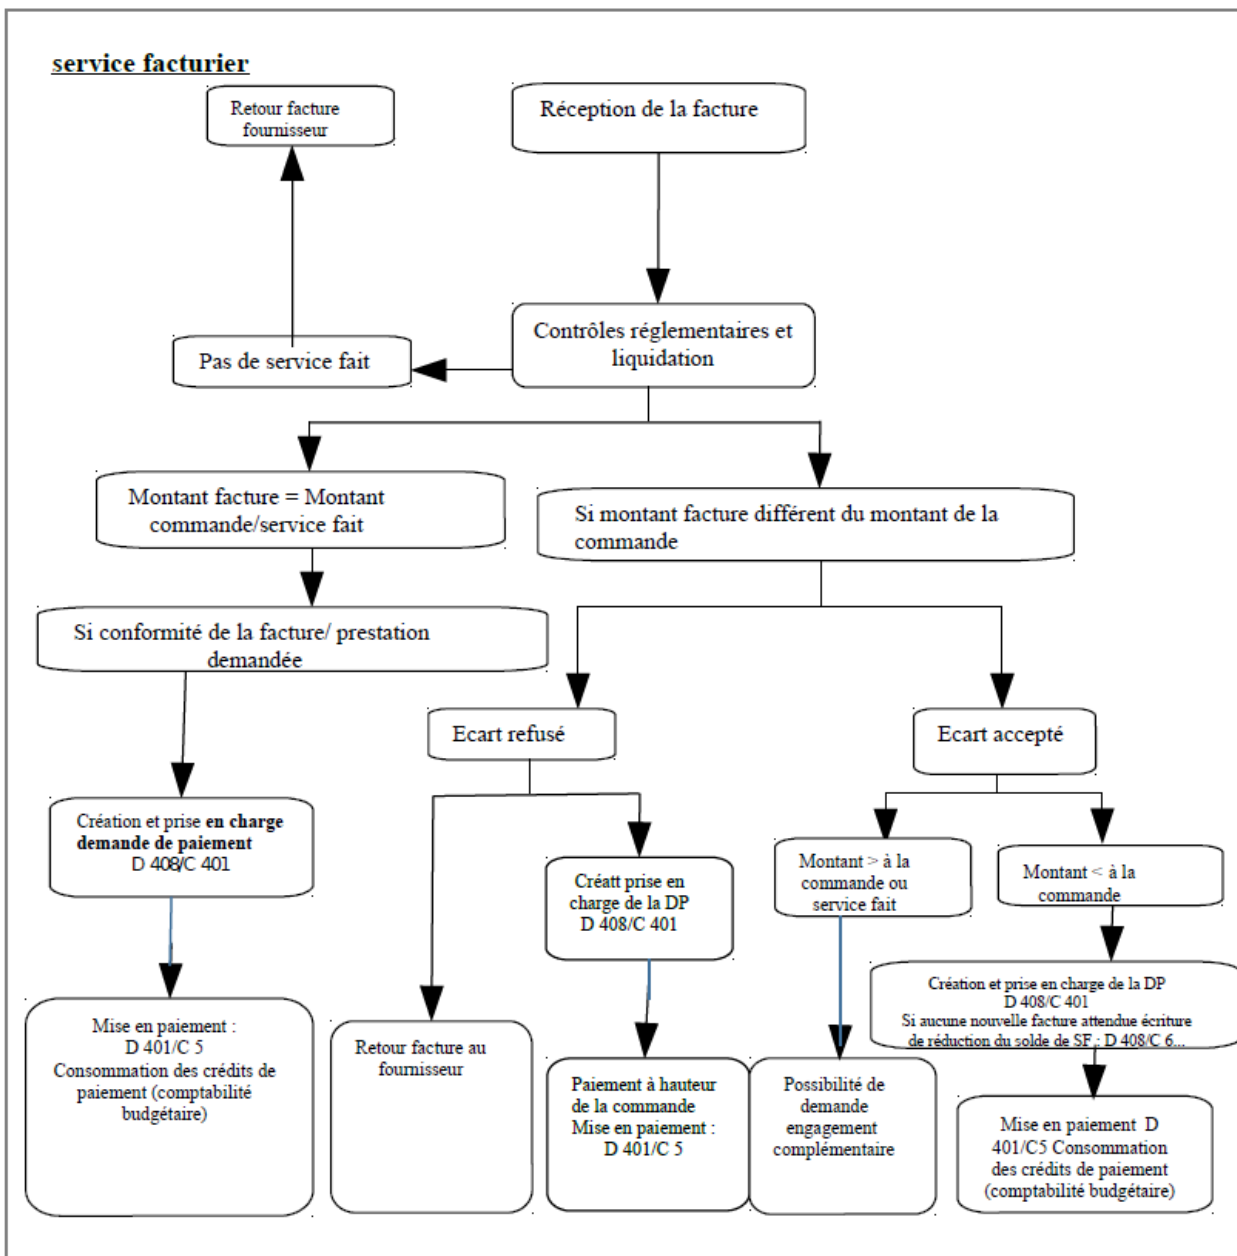 service facturier
Retour facture
fournisseur
Réception de la facture
Contrôles réglementaires et
liquidation
Pas de service fait
Montant facture = Montant
commande/service fait
Si montant facture différent du montant de la
commande
Si conformité de la facture/ prestation
demandée
Ecart refusé
Ecart accepté
Création et prise en charge
demande de paiement
D 408/C 401
Créatt prise en
charge de la DP
D 408/C 401
Montant > à la
commande ou
service fait
Montant < à la
commande
Création et prise en charge de la DP
D 408/C 401
Si aucune nouvelle facture attendue écriture
de réduction du solde de SF : D 408/C 6...
Mise en paiement :
D 401/C 5
Consommation des crédits de
paiement (comptabilité
budgétaire)
Retour facture au
fournisseur
Paiement à hauteur
de la commande
Mise en paiement :
D 401/C 5
Possibilité de
demande
engagement
complémentaire
Mise en paiement D
401/C5 Consommation
des crédits de paiement
(comptabilité budgétaire)